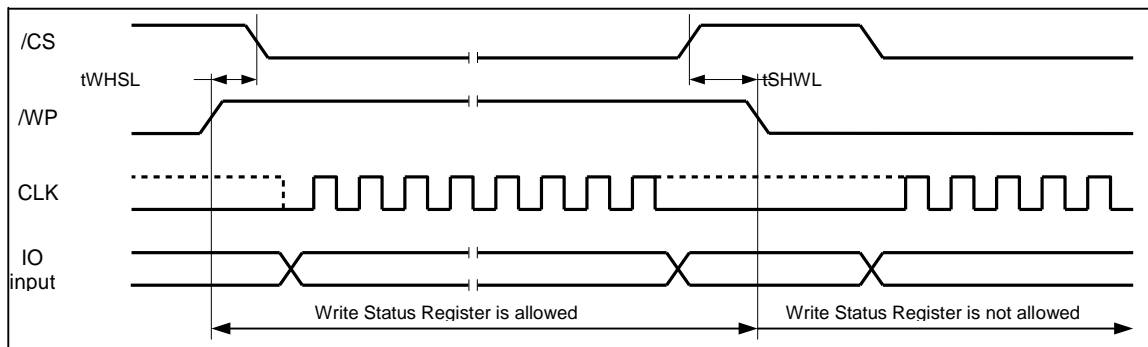 /CS
tWHSL
tSHWL
/WP
CLK
IO
input
Write Status Register is allowed
Write Status Register is not allowed